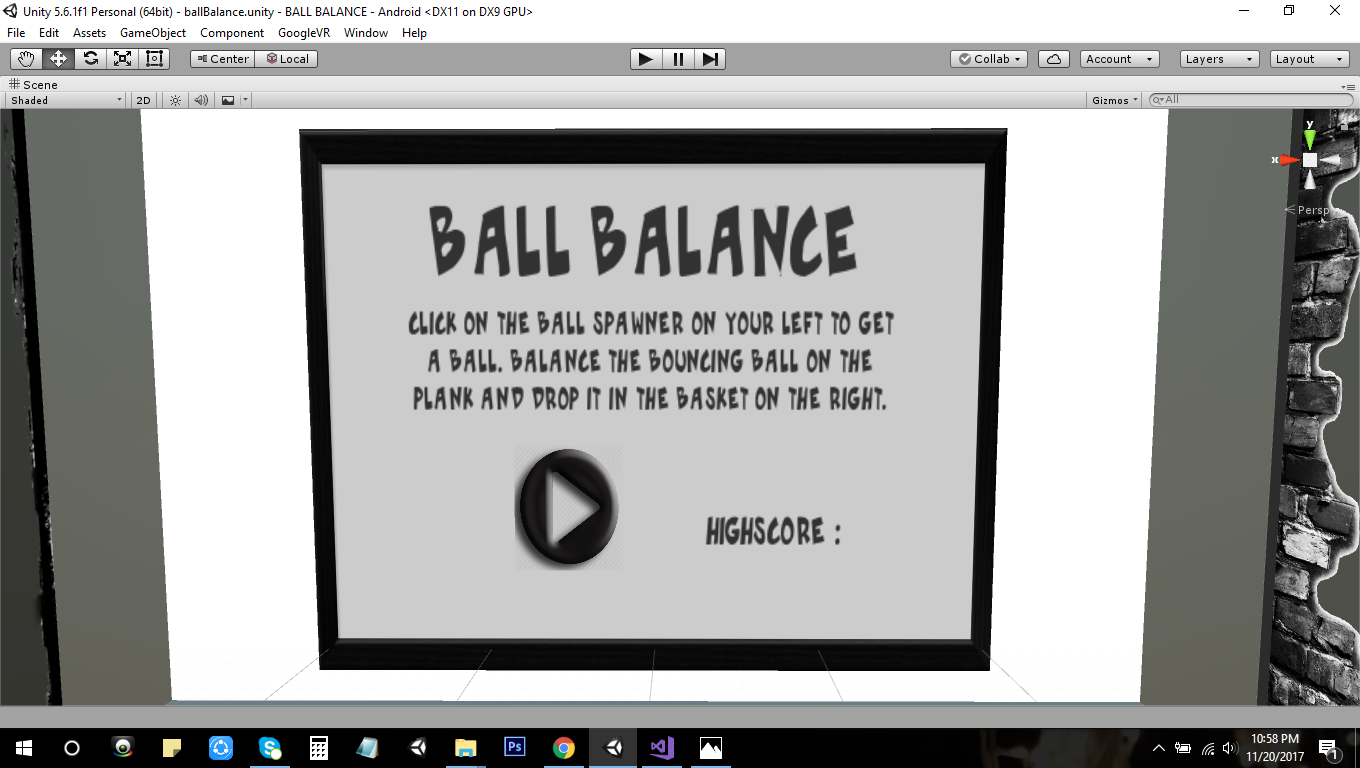 Unity 5.6.1f1 Personal (64bit) - ballBalance.unity - BALL BALANCE - Android <DX11 on DX9 GPU>
File Edit Assets GameObject Component GoogleVR Window Help
Center Local Collab Account Layers Layout
Scene
Shaded 2D Gizmos All
y
x
Persp
BALL BALANCE
CLICK ON THE BALL SPAWNER ON YOUR LEFT TO GET
A BALL. BALANCE THE BOUNCING BALL ON THE
PLANK AND DROP IT IN THE BASKET ON THE RIGHT.
HIGHSCORE :
Ps
10:58 PM
11/20/2017
1